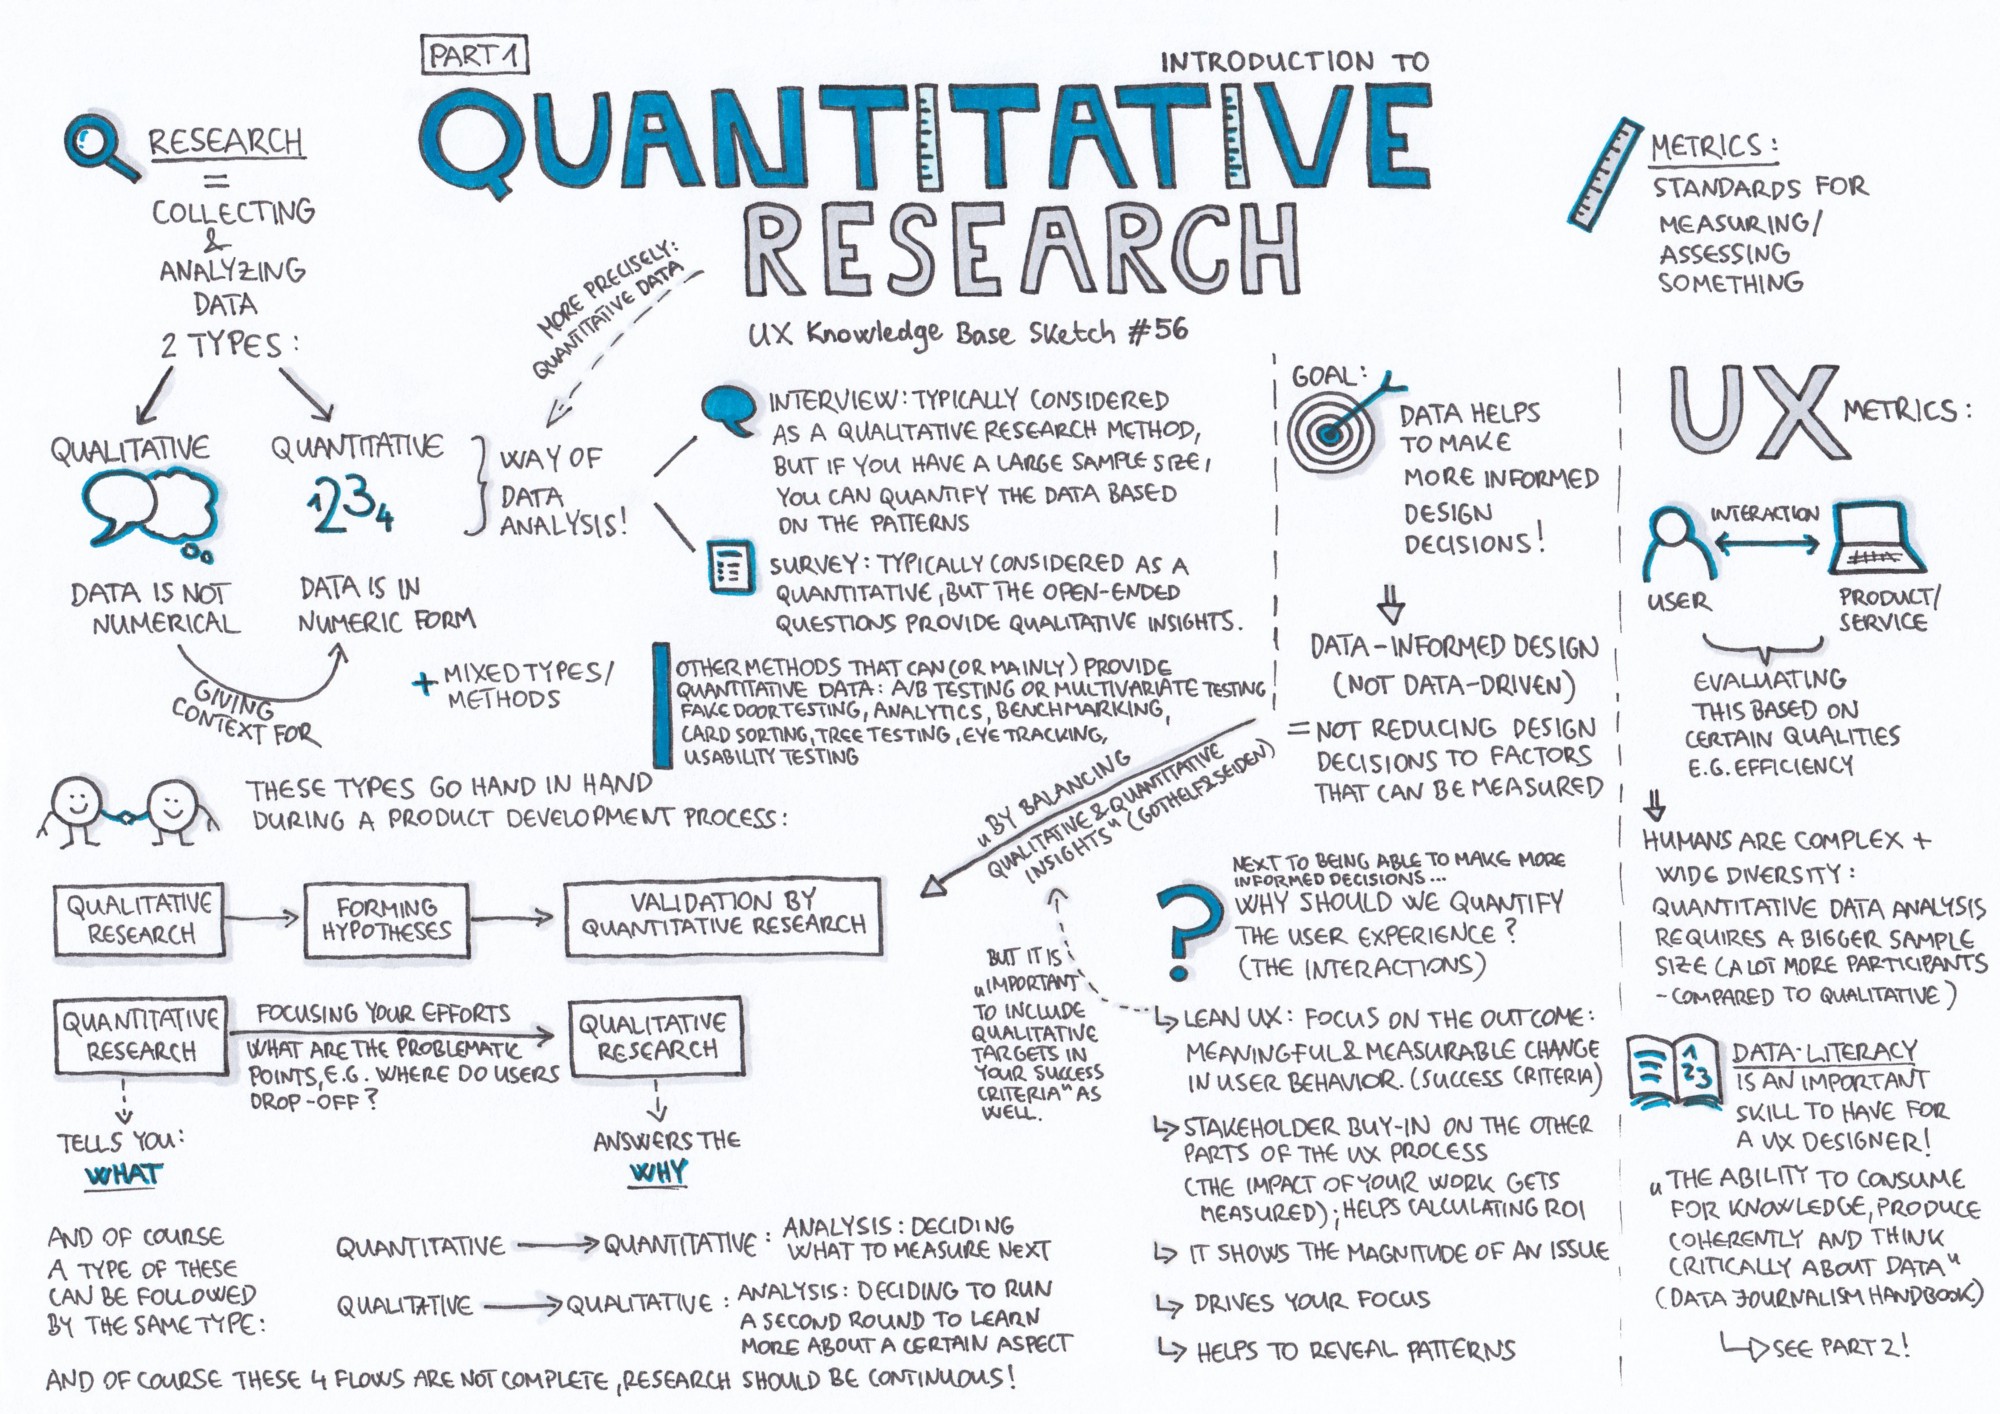 PART 1
INTRODUCTION TO
QUANTITATIVE
RESEARCH
UX Knowledge Base Sketch #56
RESEARCH
=
COLLECTING
&
ANALYZING
DATA
2 TYPES:
QUALITATIVE
DATA IS NOT
NUMERICAL
QUANTITATIVE
1234
DATA IS IN
NUMERIC FORM
GIVING
CONTEXT FOR
+ MIXED TYPES/
METHODS
WAY OF
DATA
ANALYSIS!
MORE PRECISELY:
QUANTITATIVE DATA
INTERVIEW: TYPICALLY CONSIDERED
AS A QUALITATIVE RESEARCH METHOD,
BUT IF YOU HAVE A LARGE SAMPLE SIZE,
YOU CAN QUANTIFY THE DATA BASED
ON THE PATTERNS
SURVEY: TYPICALLY CONSIDERED AS A
QUANTITATIVE, BUT THE OPEN-ENDED
QUESTIONS PROVIDE QUALITATIVE INSIGHTS.
OTHER METHODS THAT CAN (OR MAINLY) PROVIDE
QUANTITATIVE DATA: A/B TESTING OR MULTIVARIATE TESTING
FAKE DOOR TESTING, ANALYTICS, BENCHMARKING,
CARD SORTING, TREE TESTING, EYE TRACKING,
USABILITY TESTING
THESE TYPES GO HAND IN HAND
DURING A PRODUCT DEVELOPMENT PROCESS:
QUALITATIVE
RESEARCH
FORMING
HYPOTHESES
VALIDATION BY
QUANTITATIVE RESEARCH
QUANTITATIVE
RESEARCH
FOCUSING YOUR EFFORTS
WHAT ARE THE PROBLEMATIC
POINTS, E.G. WHERE DO USERS
DROP-OFF?
QUALITATIVE
RESEARCH
TELLS YOU:
WHAT
ANSWERS THE
WHY
AND OF COURSE
A TYPE OF THESE
CAN BE FOLLOWED
BY THE SAME TYPE:
QUANTITATIVE
QUANTITATIVE: ANALYSIS: DECIDING
WHAT TO MEASURE NEXT
QUALITATIVE
QUALITATIVE: ANALYSIS: DECIDING TO RUN
A SECOND ROUND TO LEARN
MORE ABOUT A CERTAIN ASPECT
AND OF COURSE THESE 4 FLOWS ARE NOT COMPLETE, RESEARCH SHOULD BE CONTINUOUS!
GOAL:
DATA HELPS
TO MAKE
MORE INFORMED
DESIGN
DECISIONS!
DATA-INFORMED DESIGN
(NOT DATA-DRIVEN)
= NOT REDUCING DESIGN
DECISIONS TO FACTORS
THAT CAN BE MEASURED
„BY BALANCING
QUALITATIVE & QUANTITATIVE
INSIGHTS" (GOTHELF & SEIDEN)
BUT IT IS
„IMPORTANT
TO INCLUDE
QUALITATIVE
TARGETS IN
YOUR SUCCESS
CRITERIA" AS
WELL.
NEXT TO BEING ABLE TO MAKE MORE
INFORMED DECISIONS...
?
WHY SHOULD WE QUANTIFY
THE USER EXPERIENCE?
(THE INTERACTIONS)
LEAN UX: FOCUS ON THE OUTCOME:
MEANINGFUL & MEASURABLE CHANGE
IN USER BEHAVIOR. (SUCCESS CRITERIA)
STAKEHOLDER BUY-IN ON THE OTHER
PARTS OF THE UX PROCESS
(THE IMPACT OF YOUR WORK GETS
MEASURED); HELPS CALCULATING ROI
IT SHOWS THE MAGNITUDE OF AN ISSUE
DRIVES YOUR FOCUS
HELPS TO REVEAL PATTERNS
METRICS:
STANDARDS FOR
MEASURING/
ASSESSING
SOMETHING
UX METRICS:
INTERACTION
USER
PRODUCT/
SERVICE
EVALUATING
THIS BASED ON
CERTAIN QUALITIES
E.G. EFFICIENCY
HUMANS ARE COMPLEX +
WIDE DIVERSITY:
QUANTITATIVE DATA ANALYSIS
REQUIRES A BIGGER SAMPLE
SIZE (A LOT MORE PARTICIPANTS
- COMPARED TO QUALITATIVE)
123
DATA-LITERACY
IS AN IMPORTANT
SKILL TO HAVE FOR
A UX DESIGNER!
„THE ABILITY TO CONSUME
FOR KNOWLEDGE, PRODUCE
COHERENTLY AND THINK
CRITICALLY ABOUT DATA"
(DATA JOURNALISM HANDBOOK)
SEE PART 2!